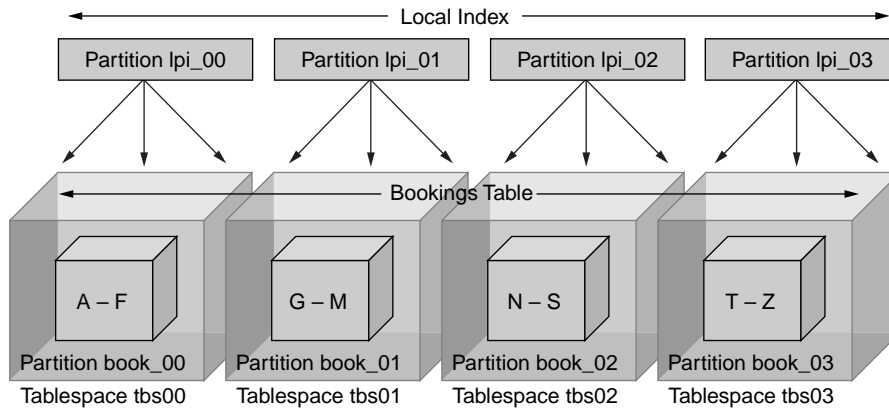 Local Index
Partition lpi_00 Partition lpi_01 Partition lpi_02 Partition lpi_03
Bookings Table
A – F G – M N – S T – Z
Partition book_00 Partition book_01 Partition book_02 Partition book_03
Tablespace tbs00 Tablespace tbs01 Tablespace tbs02 Tablespace tbs03